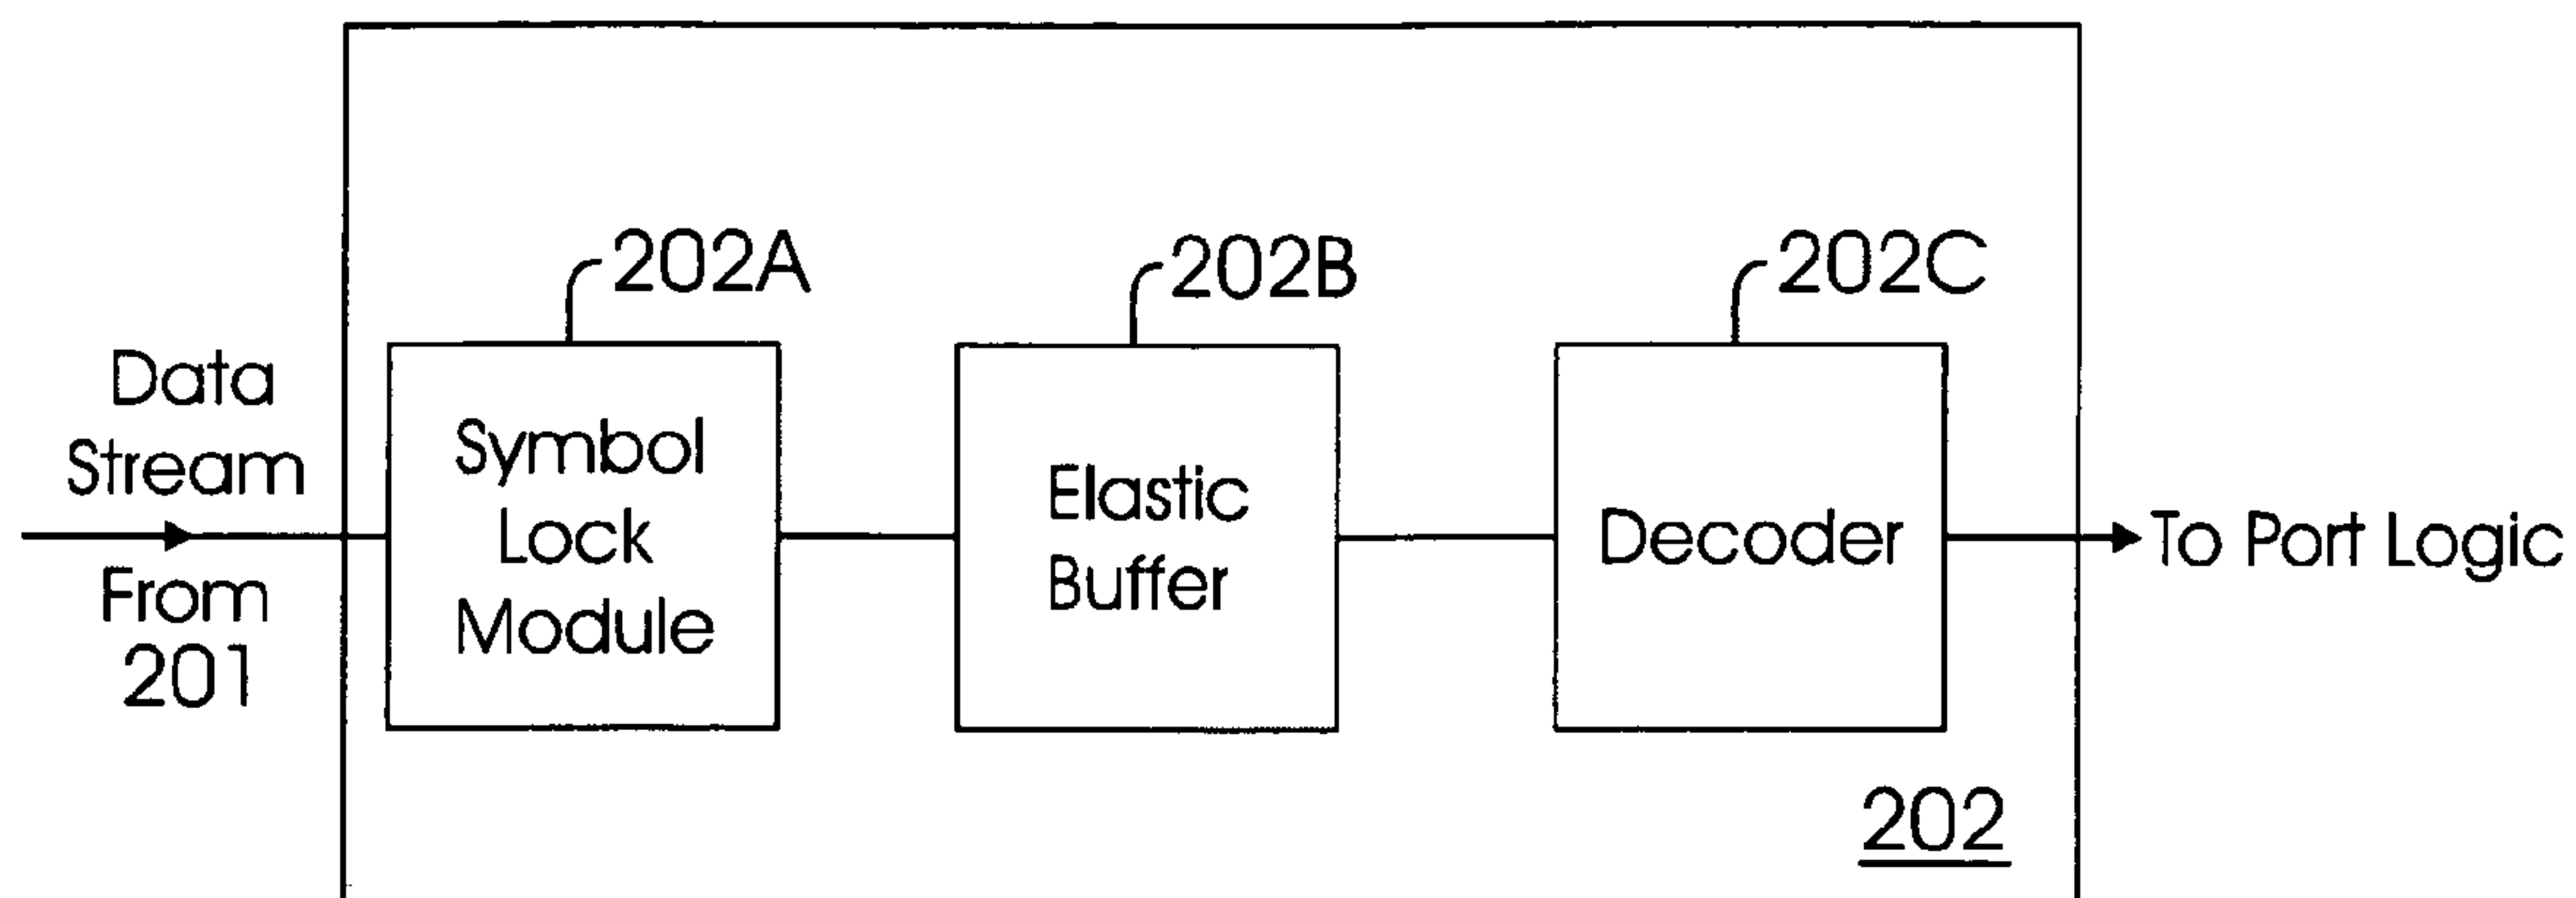 202A
202B
202C
Data
Stream
From
201
Symbol
Lock
Module
Elastic
Buffer
Decoder
To Port Logic
202